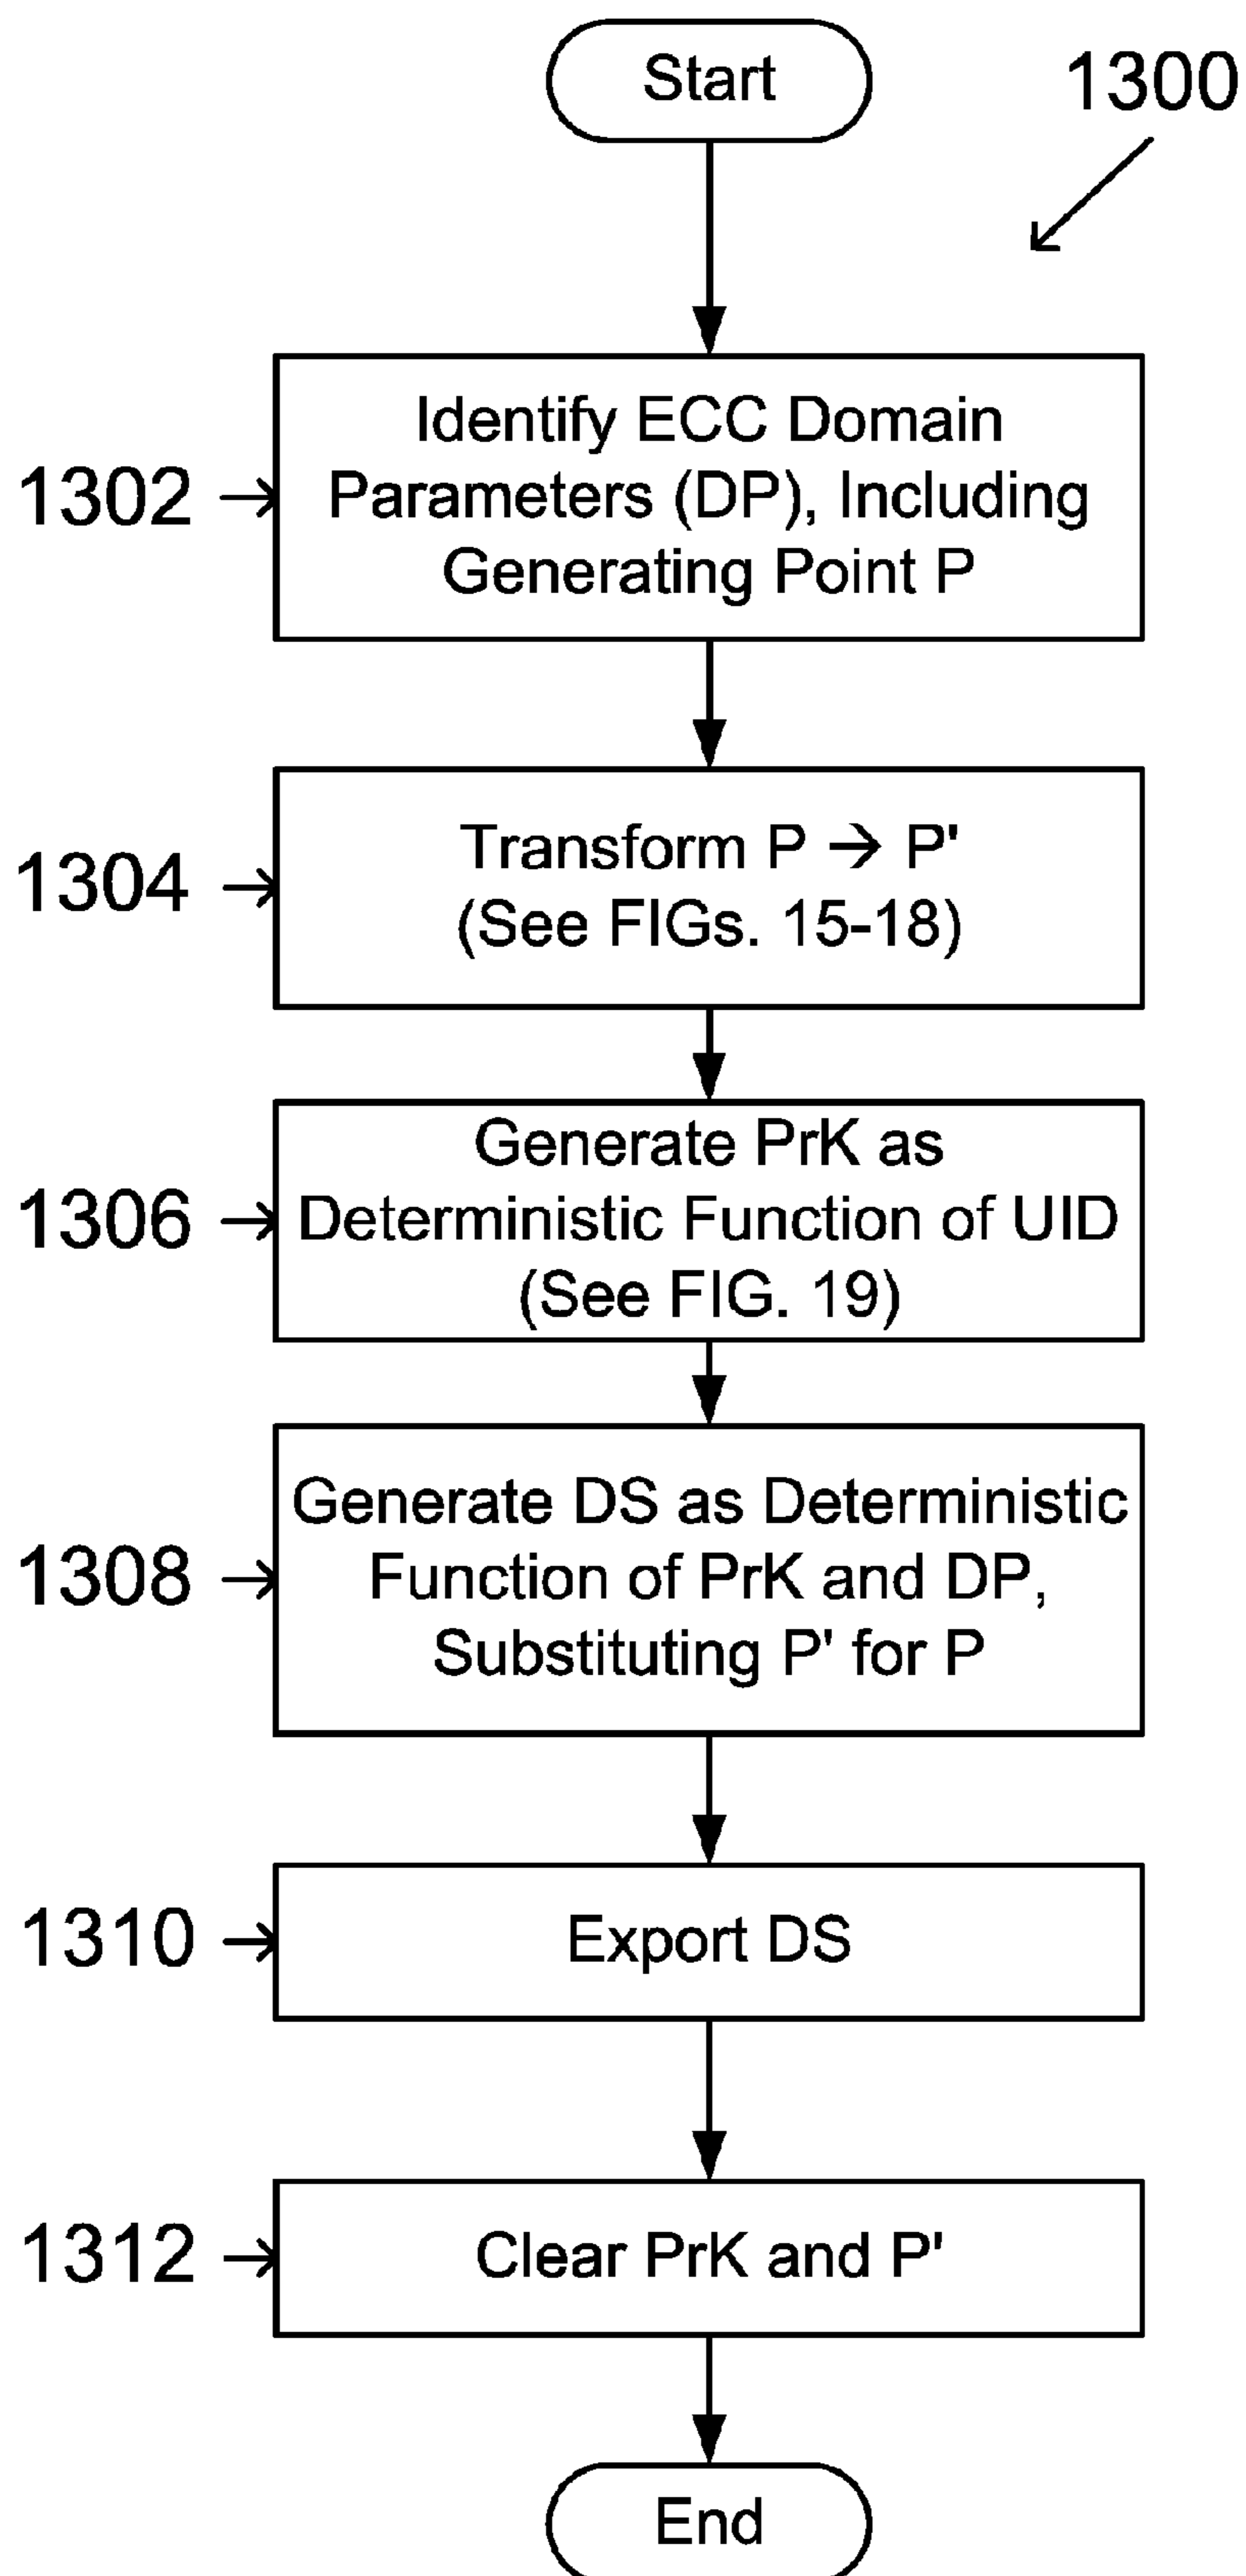 Start
1300
Identify ECC Domain
1302
Parameters (DP), Including
Generating Point P
1304
Transform P → P'
(See FIGs. 15-18)
Generate PrK as
1306
Deterministic Function of UID
(See FIG. 19)
Generate DS as Deterministic
1308
Function of PrK and DP,
Substituting P' for P
1310
Export DS
1312
Clear PrK and P'
End